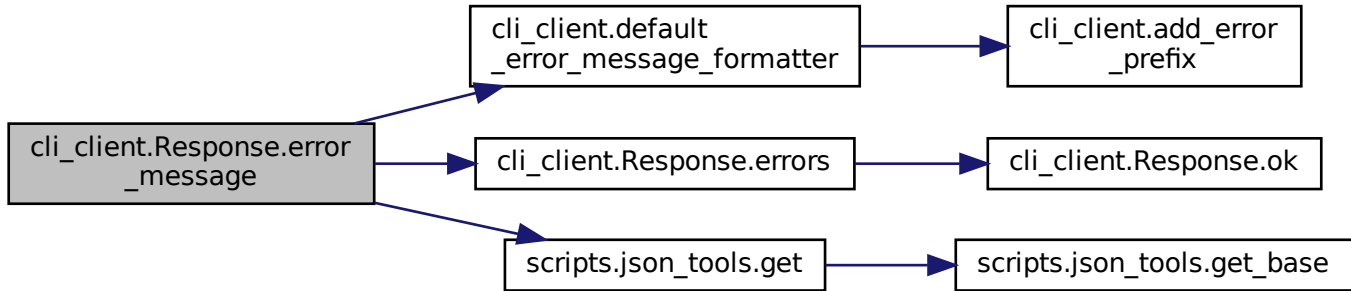 cli_client.default
_error_message_formatter
cli_client.add_error
_prefix
cli_client.Response.error
_message
cli_client.Response.errors
cli_client.Response.ok
scripts.json_tools.get
scripts.json_tools.get_base